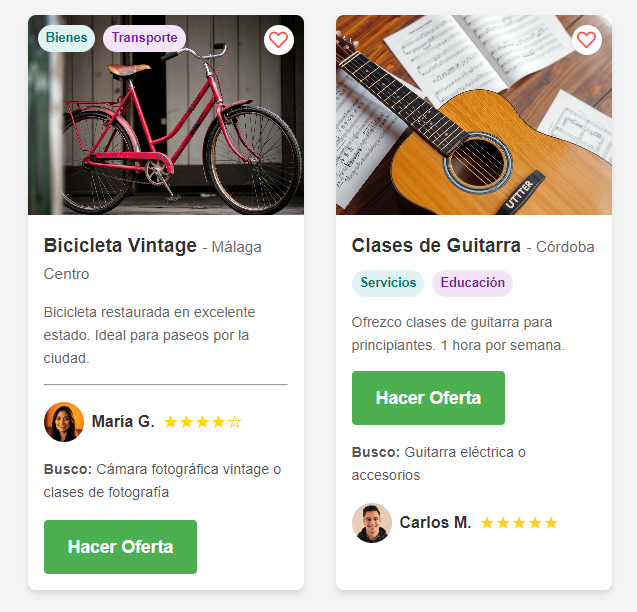 Bienes Transporte
Bicicleta Vintage - Málaga
Centro
Bicicleta restaurada en excelente
estado. Ideal para paseos por la
ciudad.
María G. ★★★★☆
Busco: Cámara fotográfica vintage o
clases de fotografía
Hacer Oferta
UTTTER
Clases de Guitarra - Córdoba
Servicios Educación
Ofrezco clases de guitarra para
principiantes. 1 hora por semana.
Hacer Oferta
Busco: Guitarra eléctrica o
accesorios
Carlos M. ★★★★★